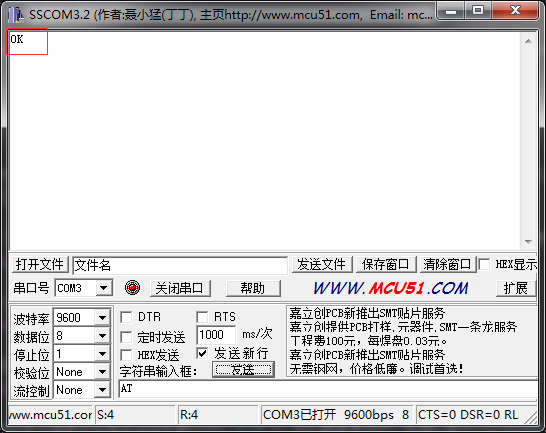 SSCOM3.2 (作者:聂小猛(丁丁), 主页http://www.mcu51.com, Email: mc...
OK
打开文件 文件名 发送文件 保存窗口 清除窗口 HEX显示
串口号 COM3 关闭串口 帮助 WWW.MCU51.COM 扩展
波特率 9600 DTR RTS
数据位 8 定时发送 1000 ms/次
停止位 1 HEX发送 发送新行
校验位 None 字符串输入框: 发送
流控制 None AT
嘉立创PCB新推出SMT贴片服务
嘉立创提供PCB打样.元器件.SMT一条龙服务
工程费100元，每焊盘0.03元。
嘉立创PCB新推出SMT贴片服务
无需钢网，价格低廉。调试首选！
www.mcu51.cor S:4 R:4 COM3已打开 9600bps 8 CTS=0 DSR=0 RL